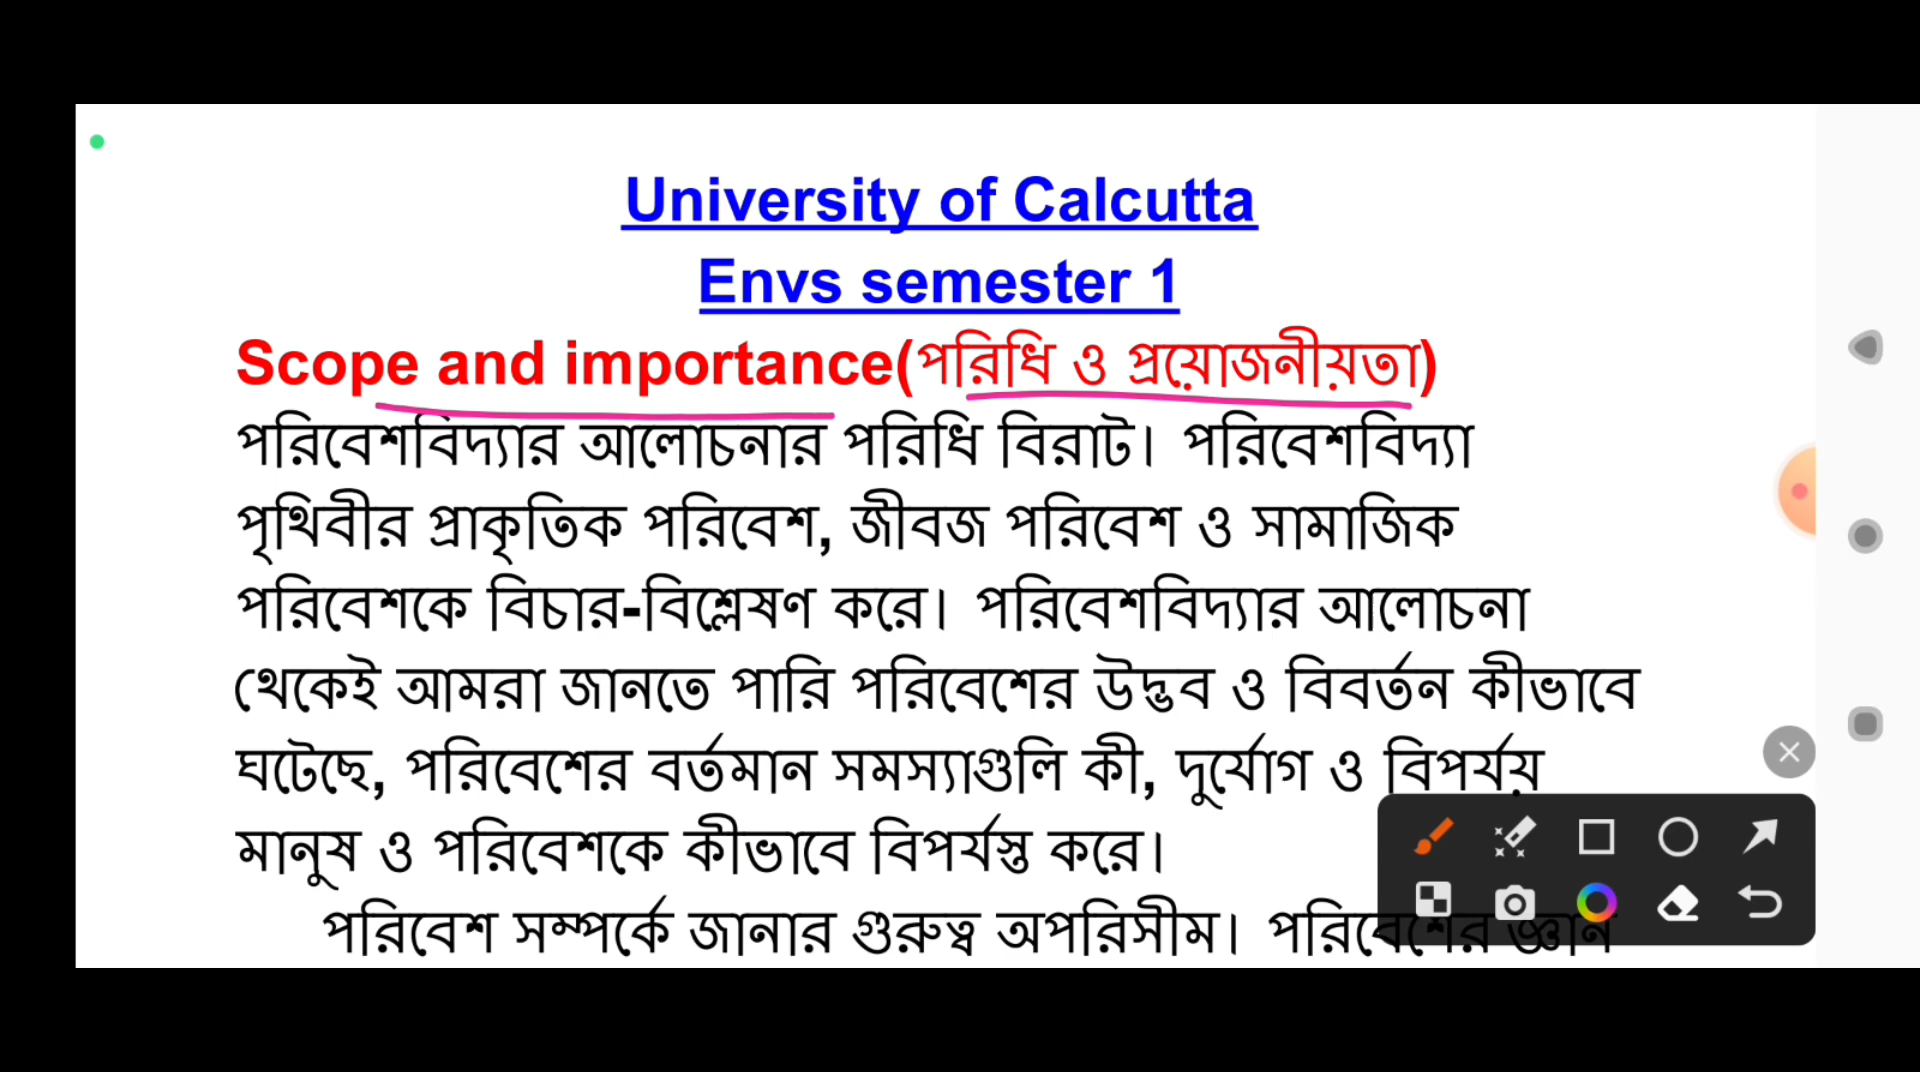 University of Calcutta
Envs semester 1
Scope and importance(পরিধি ও প্রয়োজনীয়তা)
পরিবেশবিদ্যার আলোচনার পরিধি বিরাট। পরিবেশবিদ্যা
পৃথিবীর প্রাকৃতিক পরিবেশ, জীবজ পরিবেশ ও সামাজিক
পরিবেশকে বিচার-বিশ্লেষণ করে। পরিবেশবিদ্যার আলোচনা
থেকেই আমরা জানতে পারি পরিবেশের উদ্ভব ও বিবর্তন কীভাবে
ঘটেছে, পরিবেশের বর্তমান সমস্যাগুলি কী, দুর্যোগ ও বিপর্যয়
মানুষ ও পরিবেশকে কীভাবে বিপর্যস্ত করে।
পরিবেশ সম্পর্কে জানার গুরুত্ব অপরিসীম। পরিবেশের জ্ঞান